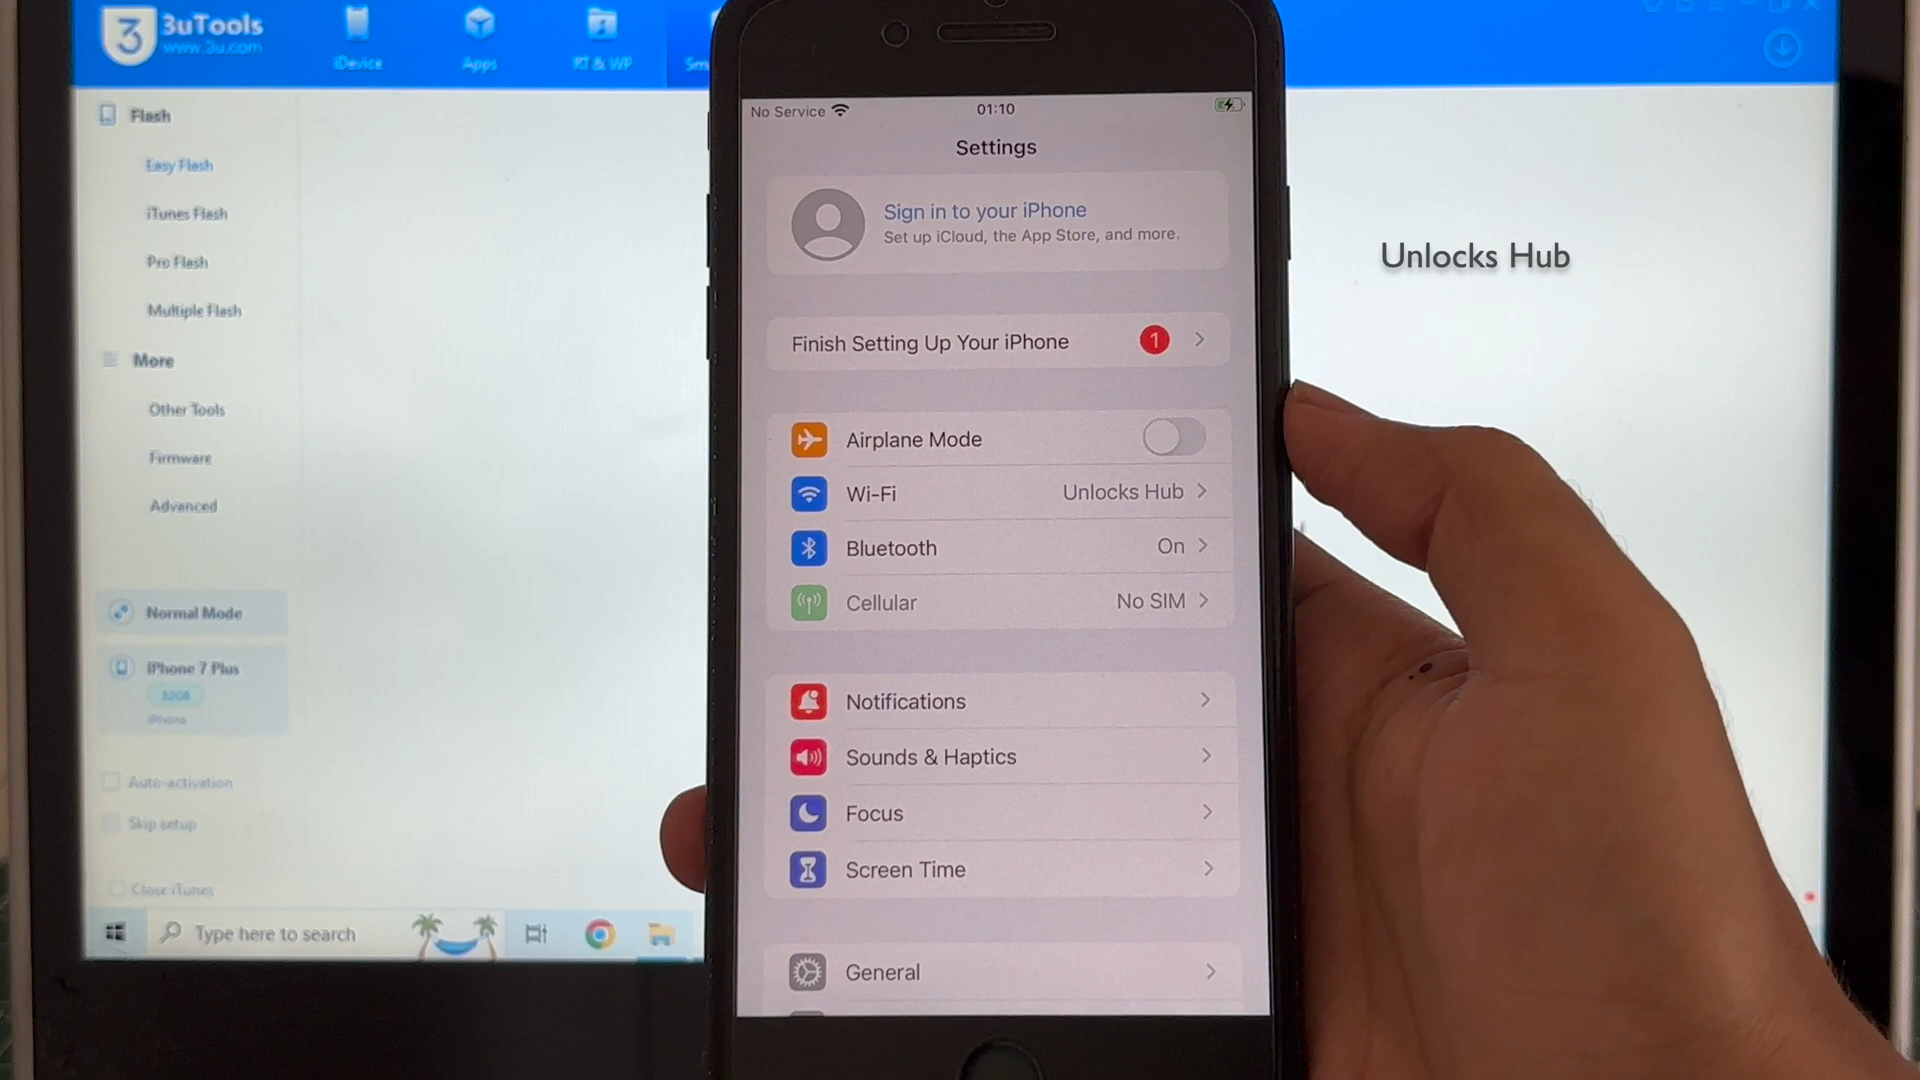 3uTools
www.3u.com
iDevice
Apps
RT & WP
Flash
Easy Flash
iTunes Flash
Pro Flash
Multiple Flash
More
Other Tools
Firmware
Advanced
Normal Mode
iPhone 7 Plus
32GB
iPhone
Auto-activation
Skip setup
Close iTunes
Type here to search
No Service
01:10
Settings
Sign in to your iPhone
Set up iCloud, the App Store, and more.
Finish Setting Up Your iPhone 1
Airplane Mode
Wi-Fi Unlocks Hub
Bluetooth On
Cellular No SIM
Notifications
Sounds & Haptics
Focus
Screen Time
General
Unlocks Hub